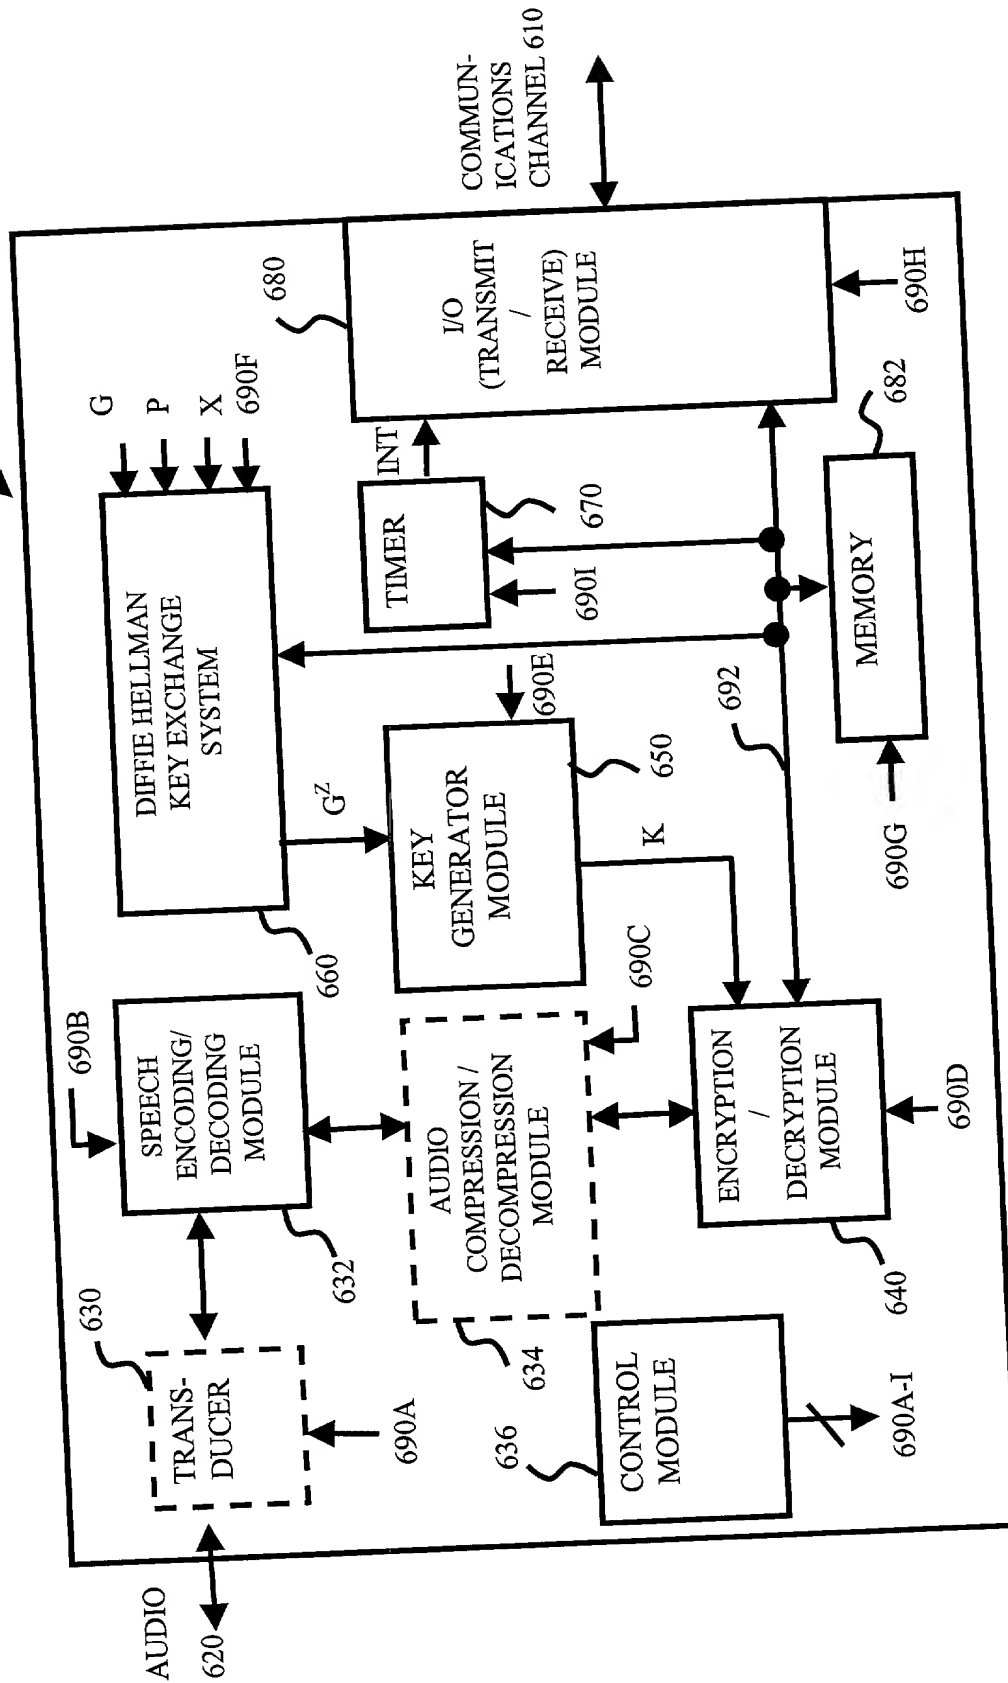 AUDIO
620
TRANS-
DUCER
630
690A
690B
SPEECH
ENCODING/
DECODING
MODULE
632
DIFFIE HELLMAN
KEY EXCHANGE
SYSTEM
660
G
P
X
690F
G^Z
AUDIO
COMPRESSION /
DECOMPRESSION
MODULE
634
690C
KEY
GENERATOR
MODULE
650
690E
TIMER
670
690I
INT
680
I/O
(TRANSMIT
/
RECEIVE)
MODULE
690H
COMMUN-
ICATIONS
CHANNEL 610
636
CONTROL
MODULE
690A-I
ENCRYPTION
/
DECRYPTION
MODULE
640
690D
K
692
MEMORY
682
690G